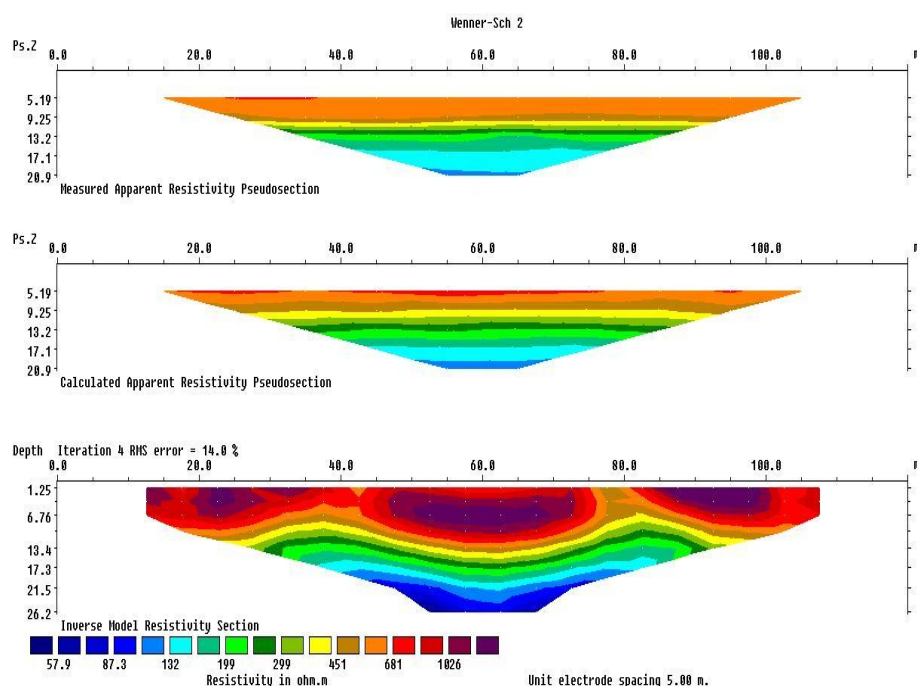 Wenner-Sch 2
Ps.Z 0.0 20.0 40.0 60.0 80.0 100.0 m
5.19
9.25
13.2
17.1
20.9
Measured Apparent Resistivity Pseudosection
Ps.Z 0.0 20.0 40.0 60.0 80.0 100.0 m
5.19
9.25
13.2
17.1
20.9
Calculated Apparent Resistivity Pseudosection
Depth Iteration 4 RMS error = 14.0 %
0.0 20.0 40.0 60.0 80.0 100.0 m
1.25
6.76
13.4
17.3
21.5
26.2
Inverse Model Resistivity Section
57.9 87.3 132 199 299 451 681 1026
Resistivity in ohm.m Unit electrode spacing 5.00 m.